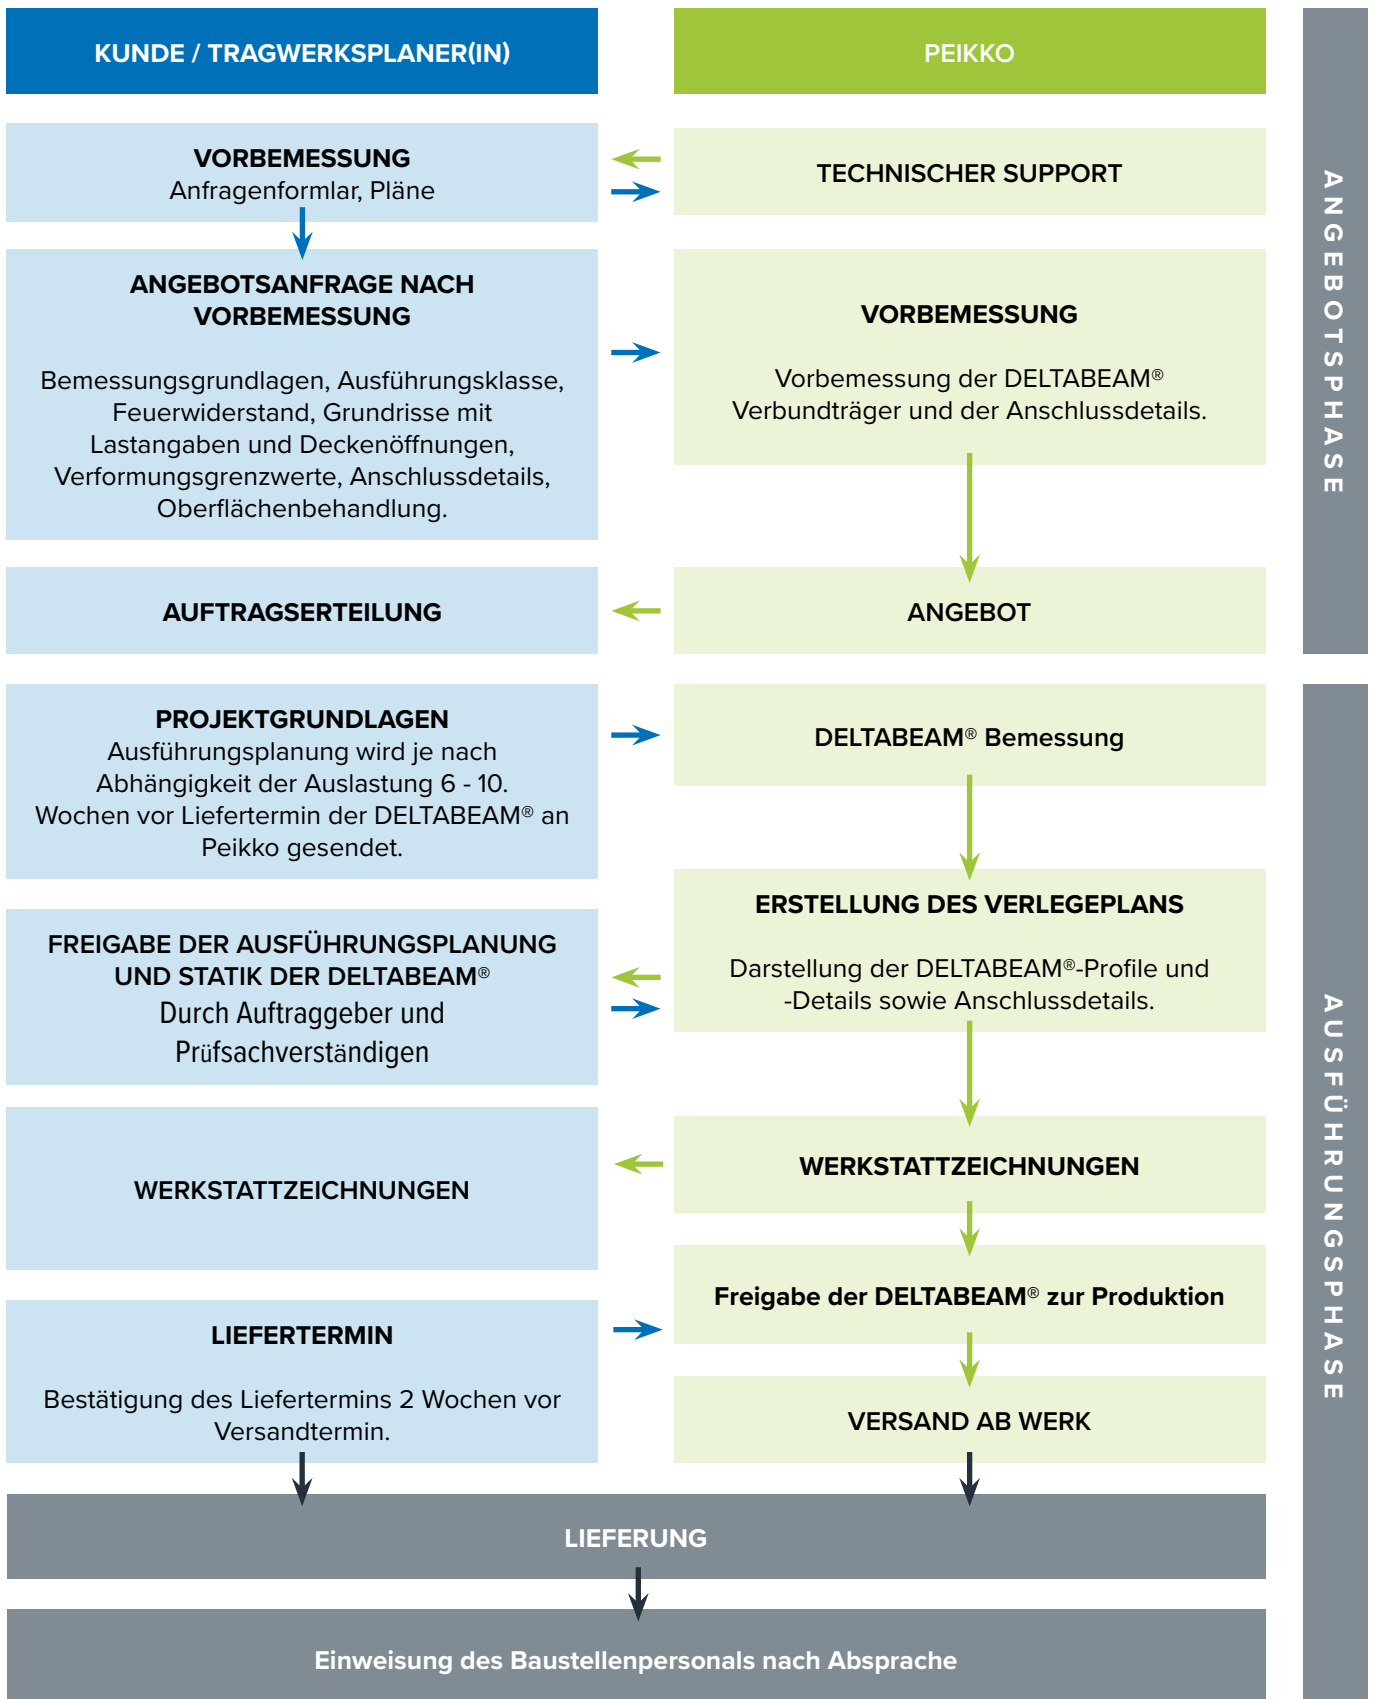 KUNDE / TRAGWERKSPLANER(IN)
PEIKKO
VORBEMESSUNG
Anfragenformlar, Pläne
TECHNISCHER SUPPORT
ANGEBOTSANFRAGE NACH
VORBEMESSUNG
Bemessungsgrundlagen, Ausführungsklasse,
Feuerwiderstand, Grundrisse mit
Lastangaben und Deckenöffnungen,
Verformungsgrenzwerte, Anschlussdetails,
Oberflächenbehandlung.
VORBEMESSUNG
Vorbemessung der DELTABEAM®
Verbundträger und der Anschlussdetails.
AUFTRAGSERTEILUNG
ANGEBOT
ANGEBOTSPHASE
PROJEKTGRUNDLAGEN
Ausführungsplanung wird je nach
Abhängigkeit der Auslastung 6 - 10.
Wochen vor Liefertermin der DELTABEAM® an
Peikko gesendet.
DELTABEAM® Bemessung
ERSTELLUNG DES VERLEGEPLANS
Darstellung der DELTABEAM®-Profile und
-Details sowie Anschlussdetails.
FREIGABE DER AUSFÜHRUNGSPLANUNG
UND STATIK DER DELTABEAM®
Durch Auftraggeber und
Prüfsachverständigen
WERKSTATTZEICHNUNGEN
WERKSTATTZEICHNUNGEN
Freigabe der DELTABEAM® zur Produktion
LIEFERTERMIN
Bestätigung des Liefertermins 2 Wochen vor
Versandtermin.
VERSAND AB WERK
AUSFÜHRUNGSPHASE
LIEFERUNG
Einweisung des Baustellenpersonals nach Absprache